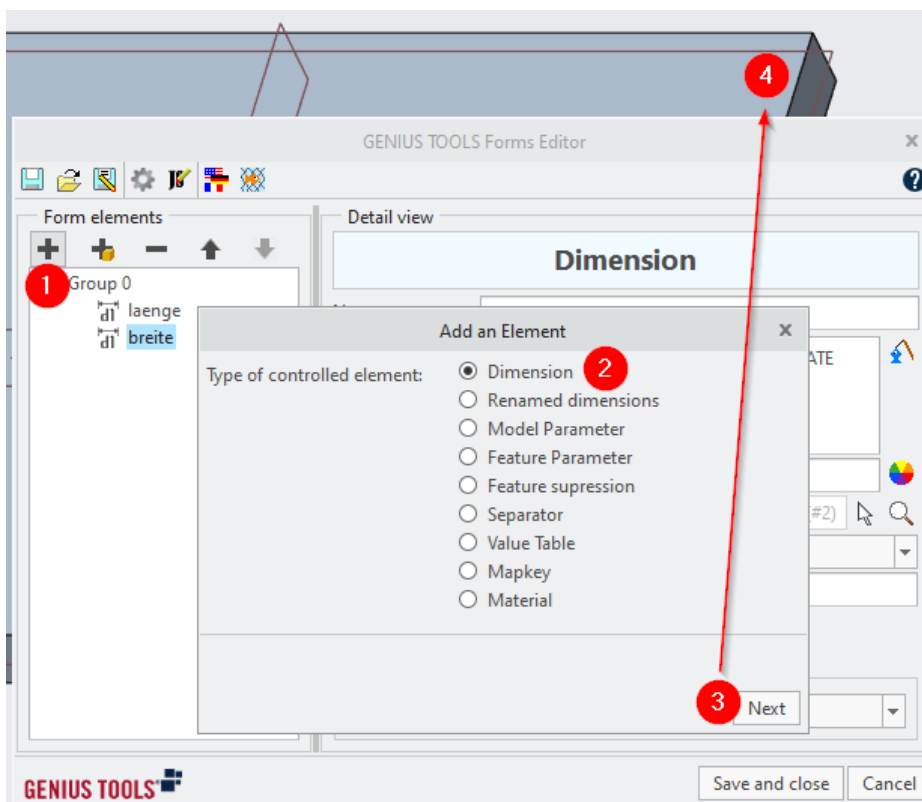 4
GENIUS TOOLS Forms Editor
Form elements
Detail view
Dimension
1
Group 0
laenge
breite
Add an Element
ATE
Type of controlled element:
Dimension
2
Renamed dimensions
Model Parameter
Feature Parameter
Feature supression
Separator
(#2)
Value Table
Mapkey
Material
3
Next
GENIUS TOOLS
Save and close
Cancel